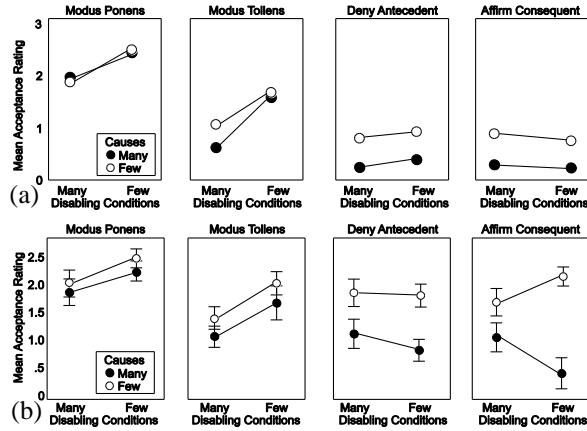 Modus Ponens Modus Tollens Deny Antecedent Affirm Consequent
3
2
1
0
Mean Acceptance Rating
Causes
Many
Few
Many Few Many Few Many Few Many Few
(a) Disabling Conditions Disabling Conditions Disabling Conditions Disabling Conditions
Modus Ponens Modus Tollens Deny Antecedent Affirm Consequent
2.5
2.0
1.5
1.0
.5
0
Mean Acceptance Rating
Causes
Many
Few
Many Few Many Few Many Few Many Few
(b) Disabling Conditions Disabling Conditions Disabling Conditions Disabling Conditions